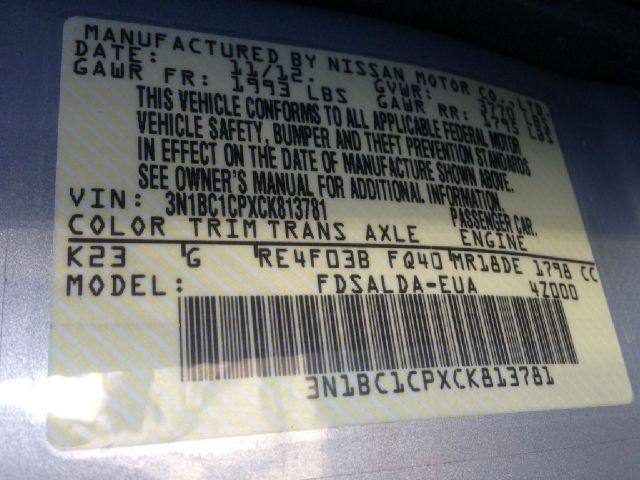 MANUFACTURED BY NISSAN MOTOR CO.,LTD.
DATE: 11/12. GVWR:
GAWR FR: 1993 LBS GAWR RR: 1795 LBS
THIS VEHICLE CONFORMS TO ALL APPLICABLE FEDERAL MOTOR
VEHICLE SAFETY, BUMPER AND THEFT PREVENTION STANDARDS
IN EFFECT ON THE DATE OF MANUFACTURE SHOWN ABOVE.
SEE OWNER'S MANUAL FOR ADDITIONAL INFORMATION.
VIN: 3N1BC1CPXCK813781 PASSENGER CAR.
COLOR TRIM TRANS AXLE ENGINE
K23 G RE4F03B FQ40 MR18DE 1798 CC
MODEL: FDSALDA-EUA 4Z000
3N1BC1CPXCK813781